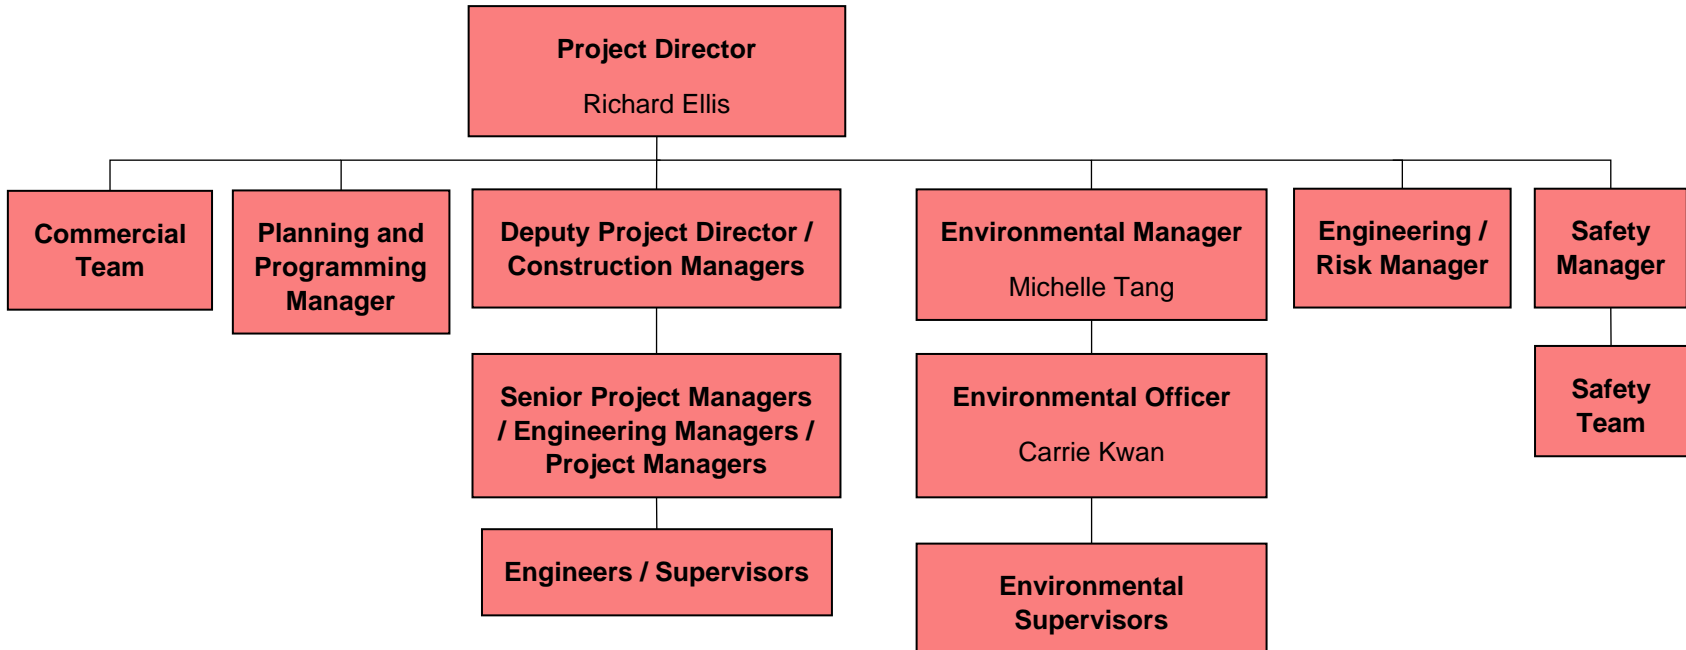 Project Director
Richard Ellis
Commercial
Team
Planning and
Programming
Manager
Deputy Project Director /
Construction Managers
Environmental Manager
Michelle Tang
Engineering /
Risk Manager
Safety
Manager
Senior Project Managers
/ Engineering Managers /
Project Managers
Environmental Officer
Carrie Kwan
Safety
Team
Engineers / Supervisors
Environmental
Supervisors